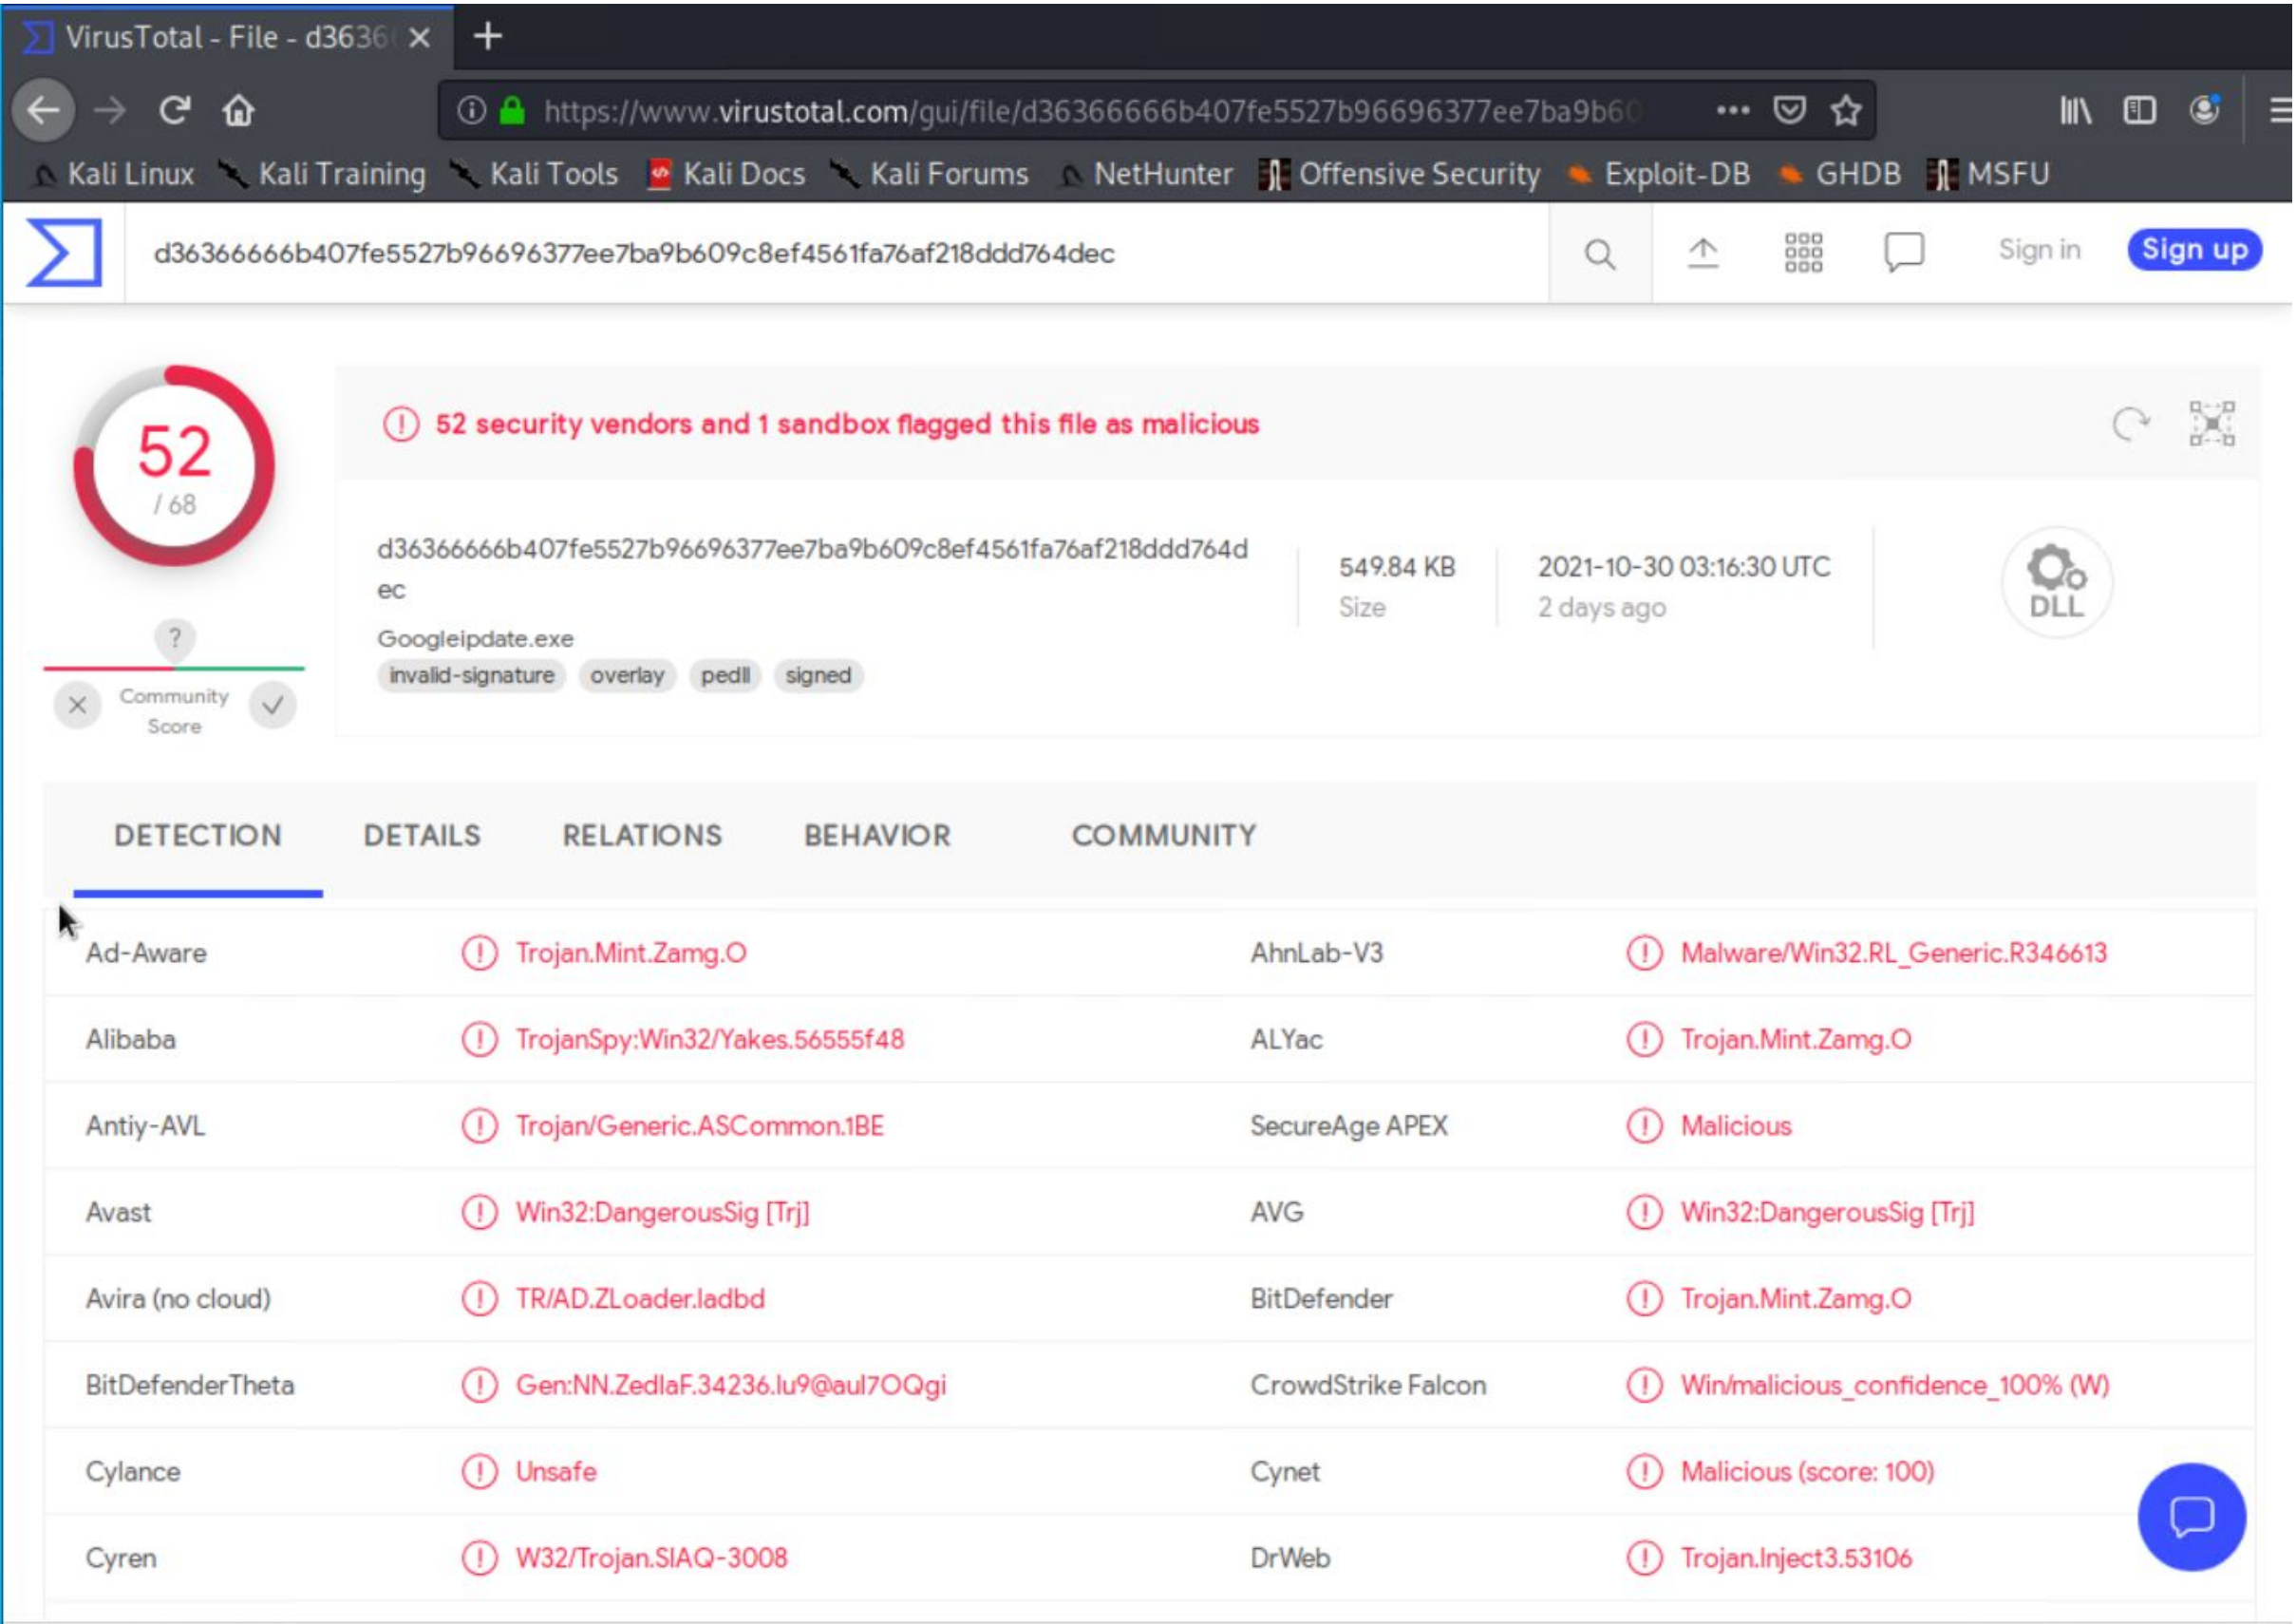 VirusTotal - File - d3636
https://www.virustotal.com/gui/file/d36366666b407fe5527b96696377ee7ba9b60
Kali Linux Kali Training Kali Tools Kali Docs Kali Forums NetHunter Offensive Security Exploit-DB GHDB MSFU
d36366666b407fe5527b96696377ee7ba9b609c8ef4561fa76af218ddd764dec Sign in Sign up
52
/ 68
52 security vendors and 1 sandbox flagged this file as malicious
d36366666b407fe5527b96696377ee7ba9b609c8ef4561fa76af218ddd764d
ec
Googleipdate.exe
invalid-signature overlay pedll signed
549.84 KB
Size
2021-10-30 03:16:30 UTC
2 days ago
DLL
?
Community
Score
DETECTION DETAILS RELATIONS BEHAVIOR COMMUNITY
Ad-Aware Trojan.Mint.Zamg.O AhnLab-V3 Malware/Win32.RL_Generic.R346613
Alibaba TrojanSpy:Win32/Yakes.56555f48 ALYac Trojan.Mint.Zamg.O
Antiy-AVL Trojan/Generic.ASCommon.1BE SecureAge APEX Malicious
Avast Win32:DangerousSig [Trj] AVG Win32:DangerousSig [Trj]
Avira (no cloud) TR/AD.ZLoader.ladbd BitDefender Trojan.Mint.Zamg.O
BitDefenderTheta Gen:NN.ZedlaF.34236.lu9@aul7OQgi CrowdStrike Falcon Win/malicious_confidence_100% (W)
Cylance Unsafe Cynet Malicious (score: 100)
Cyren W32/Trojan.SIAQ-3008 DrWeb Trojan.Inject3.53106